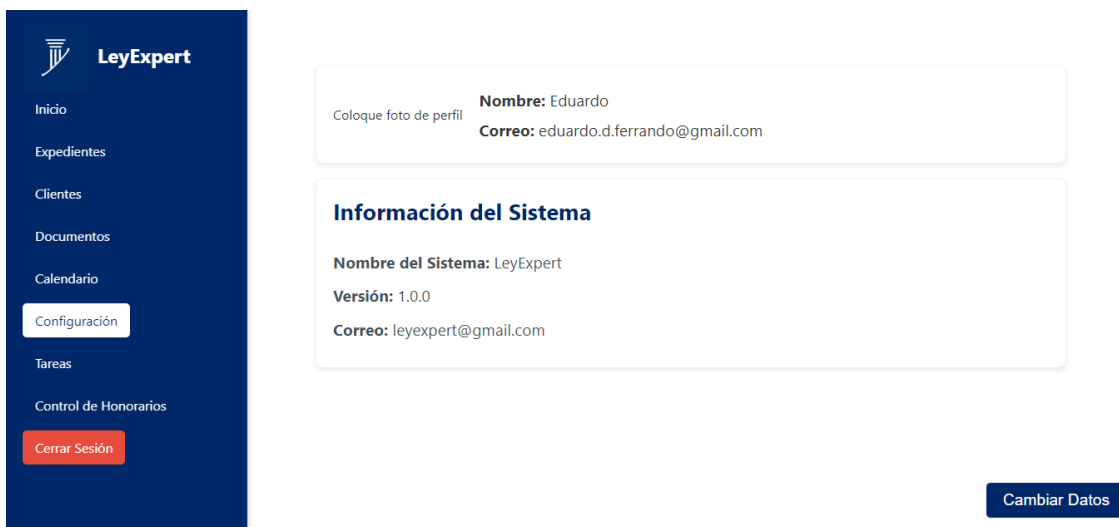 LeyExpert
Inicio
Expedientes
Clientes
Documentos
Calendario
Configuración
Tareas
Control de Honorarios
Cerrar Sesión
Coloque foto de perfil
Nombre: Eduardo
Correo: eduardo.d.ferrando@gmail.com
Información del Sistema
Nombre del Sistema: LeyExpert
Versión: 1.0.0
Correo: leyexpert@gmail.com
Cambiar Datos